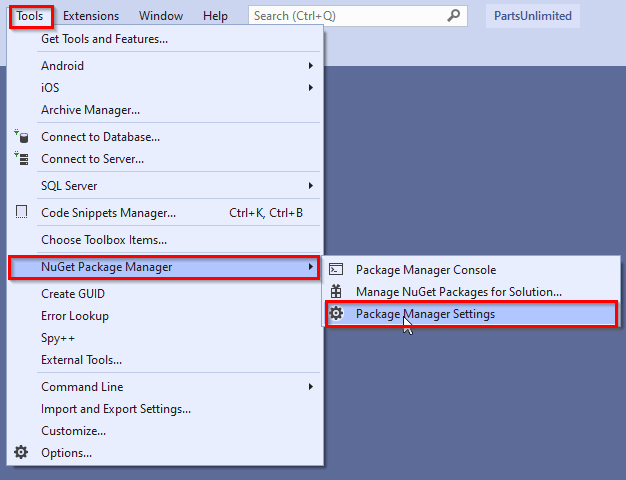 Tools Extensions Window Help Search (Ctrl+Q) PartsUnlimited
Get Tools and Features...
Android
iOS
Archive Manager...
Connect to Database...
Connect to Server...
SQL Server
Code Snippets Manager... Ctrl+K, Ctrl+B
Choose Toolbox Items...
NuGet Package Manager
Create GUID
Error Lookup
Spy++
External Tools...
Command Line
Import and Export Settings...
Customize...
Options...
Package Manager Console
Manage NuGet Packages for Solution...
Package Manager Settings